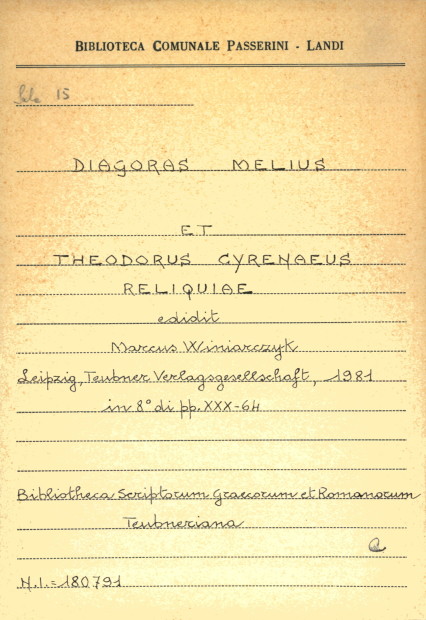 BIBLIOTECA COMUNALE PASSERINI - LANDI
15
DIAGORAS MELIUS
ET
THEODORUS CYRENAEUS
RELIQUIAE
edidit
Marcus Winiarczyk
Leipzig, Teubner Verlagsgesellschaft, 1981
in 8° di pp. XXX-64
Bibliotheca Scriptorum Graecorum et Romanorum
Teubneriana
N.I.=180791